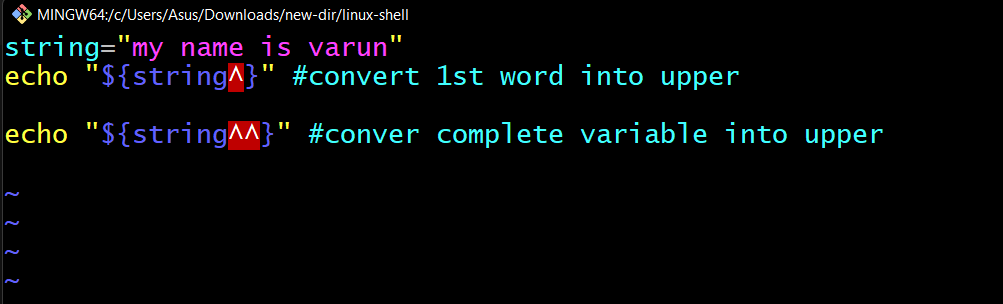 MINGW64:/c/Users/Asus/Downloads/new-dir/linux-shell
string="my name is varun"
echo "${string^}" #convert 1st word into upper
echo "${string^^}" #conver complete variable into upper
~
~
~
~